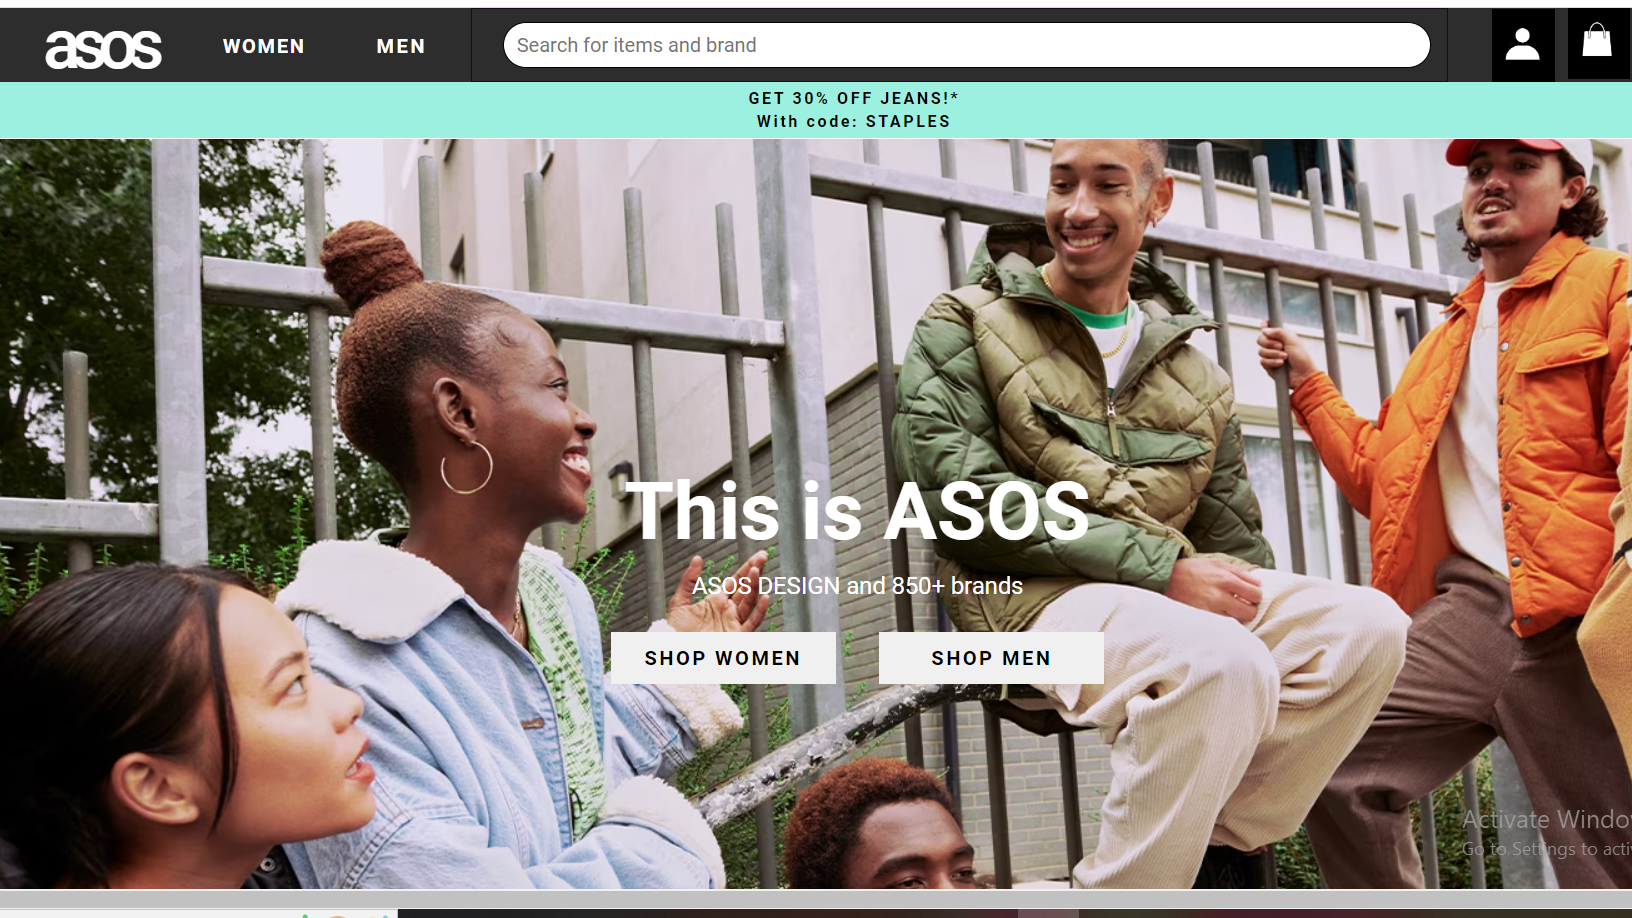 asos
WOMEN
MEN
Search for items and brand
GET 30% OFF JEANS!*
With code: STAPLES
This is ASOS
ASOS DESIGN and 850+ brands
SHOP WOMEN
SHOP MEN
Activate Windo
Go to Settings to acti